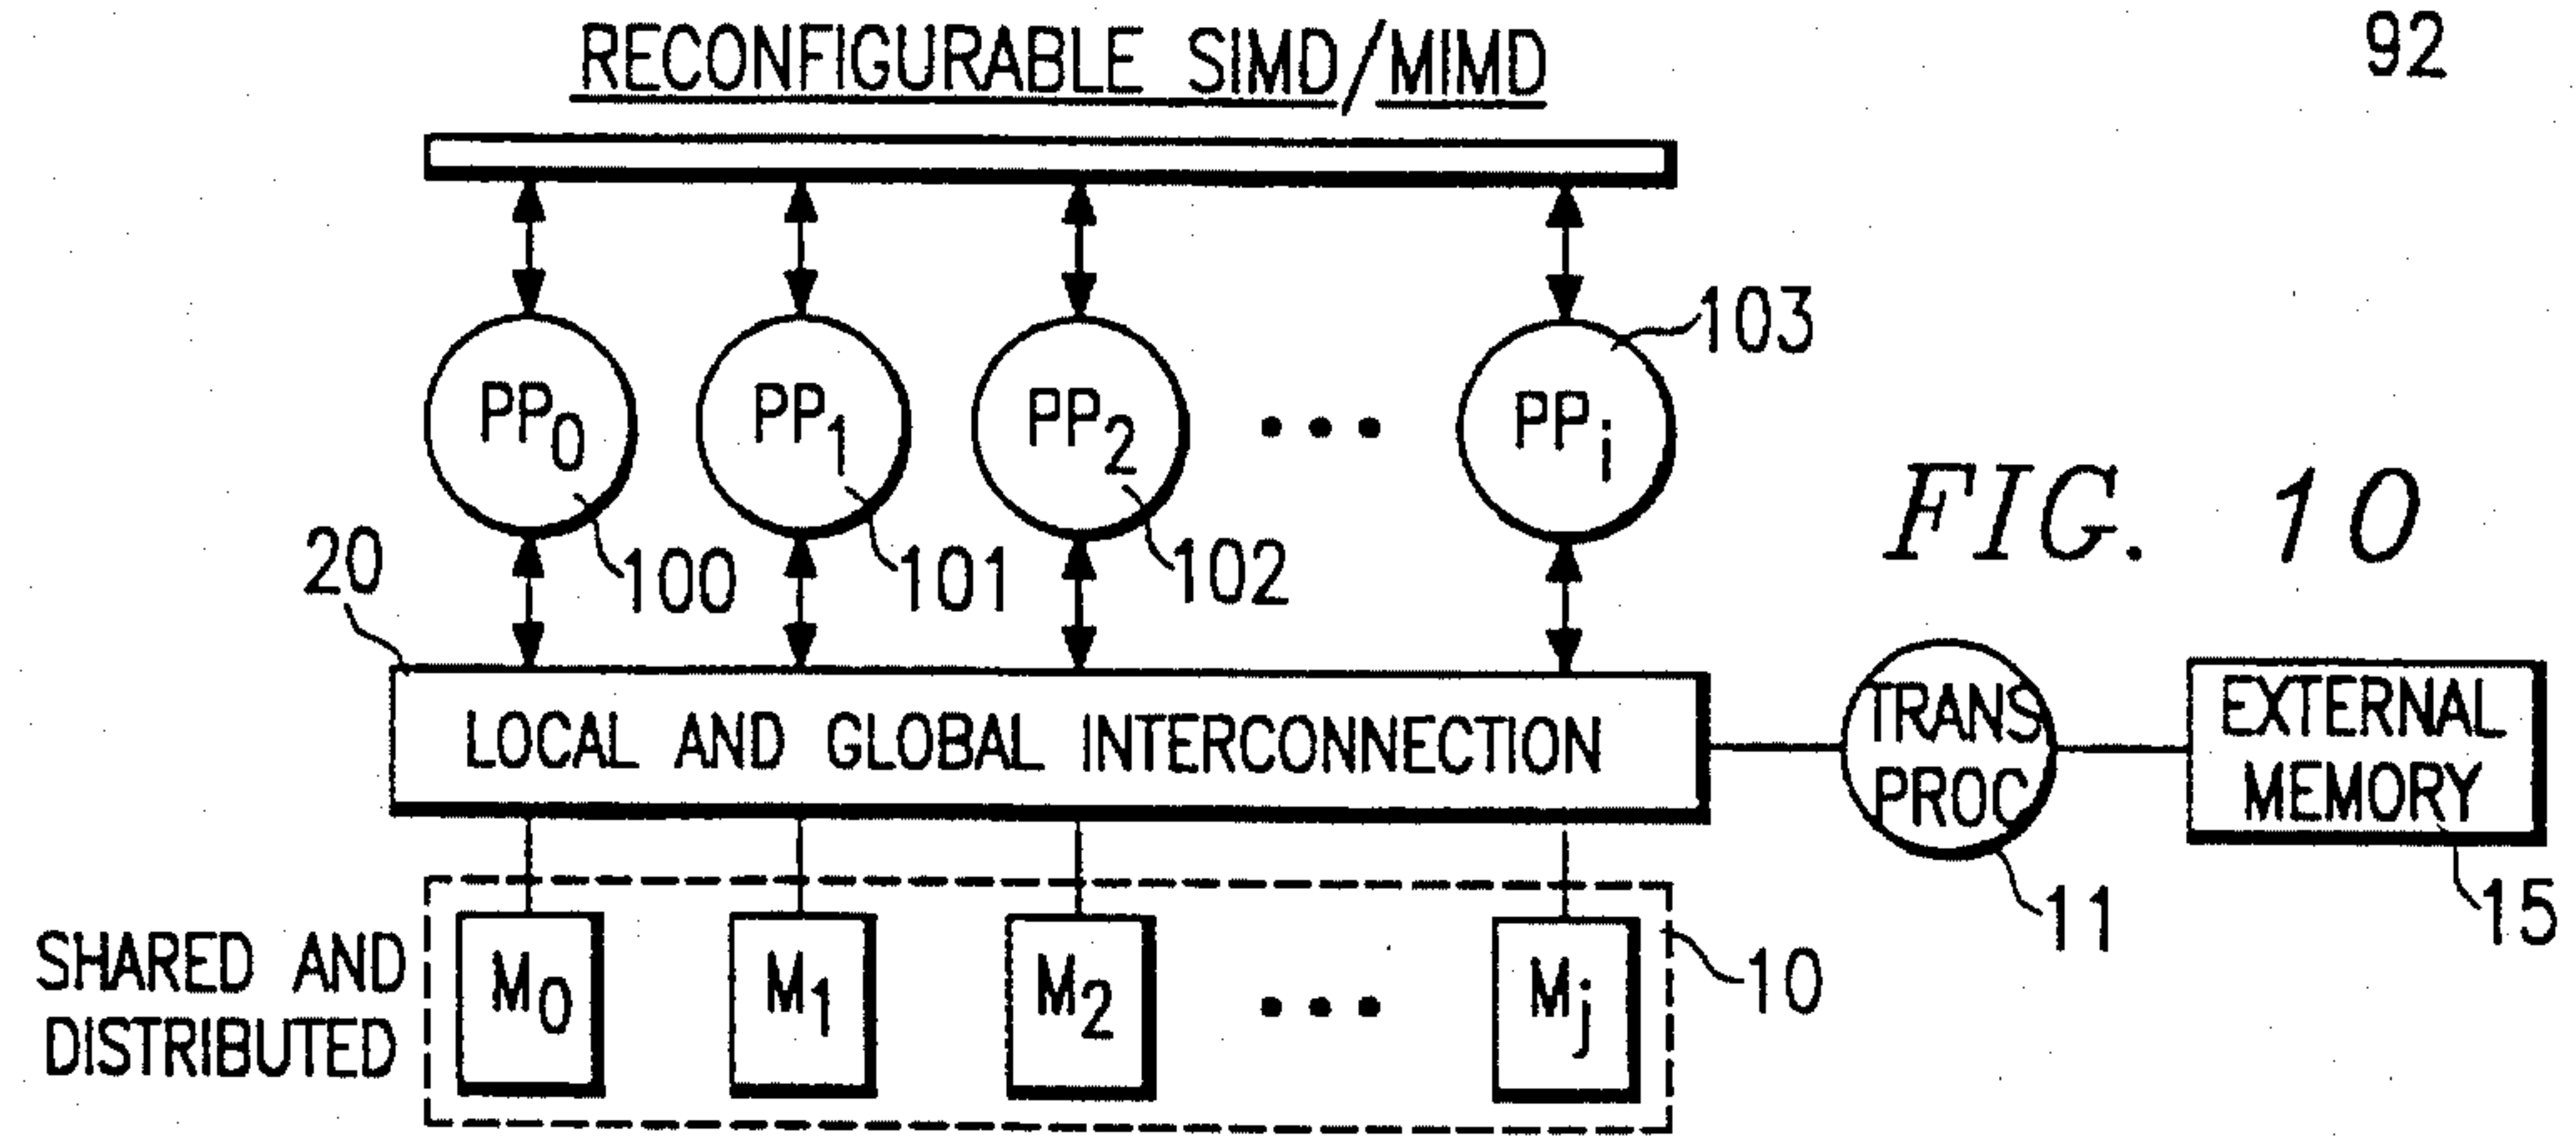 RECONFIGURABLE SIMD/MIMD
92
103
PP0
PP1
PP2
• • •
PPi
FIG. 10
20
100
101
102
LOCAL AND GLOBAL INTERCONNECTION
TRANS
PROC
EXTERNAL
MEMORY
11
15
SHARED AND
DISTRIBUTED
M0
M1
M2
• • •
Mj
10